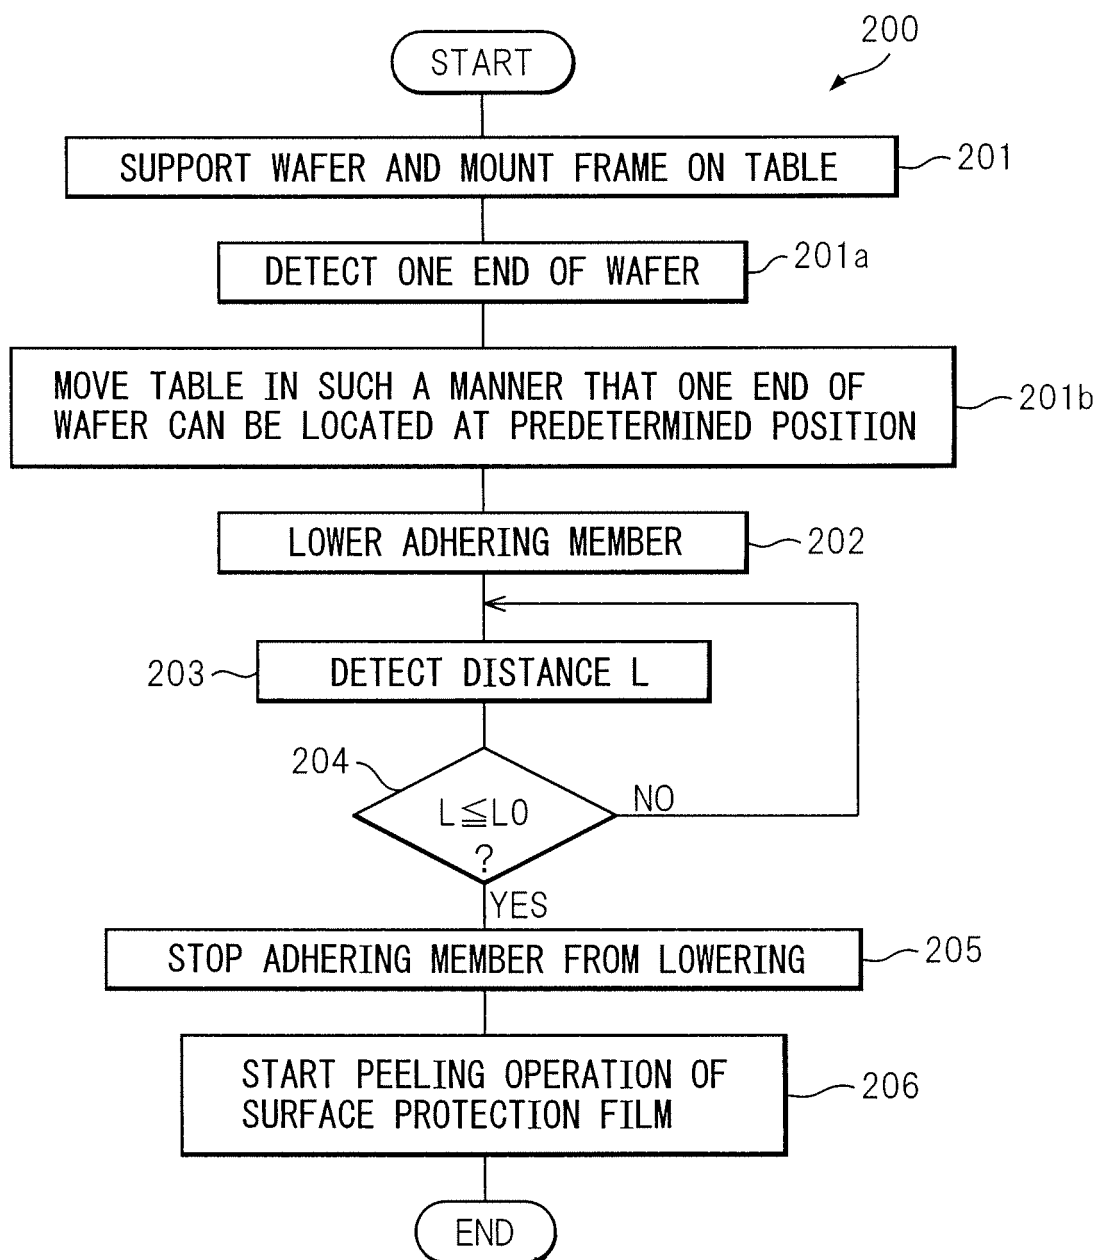 200
START
SUPPORT WAFER AND MOUNT FRAME ON TABLE
201
DETECT ONE END OF WAFER
201a
MOVE TABLE IN SUCH A MANNER THAT ONE END OF
WAFER CAN BE LOCATED AT PREDETERMINED POSITION
201b
LOWER ADHERING MEMBER
202
203
DETECT DISTANCE L
204
L≦L0
?
NO
YES
STOP ADHERING MEMBER FROM LOWERING
205
START PEELING OPERATION OF
SURFACE PROTECTION FILM
206
END